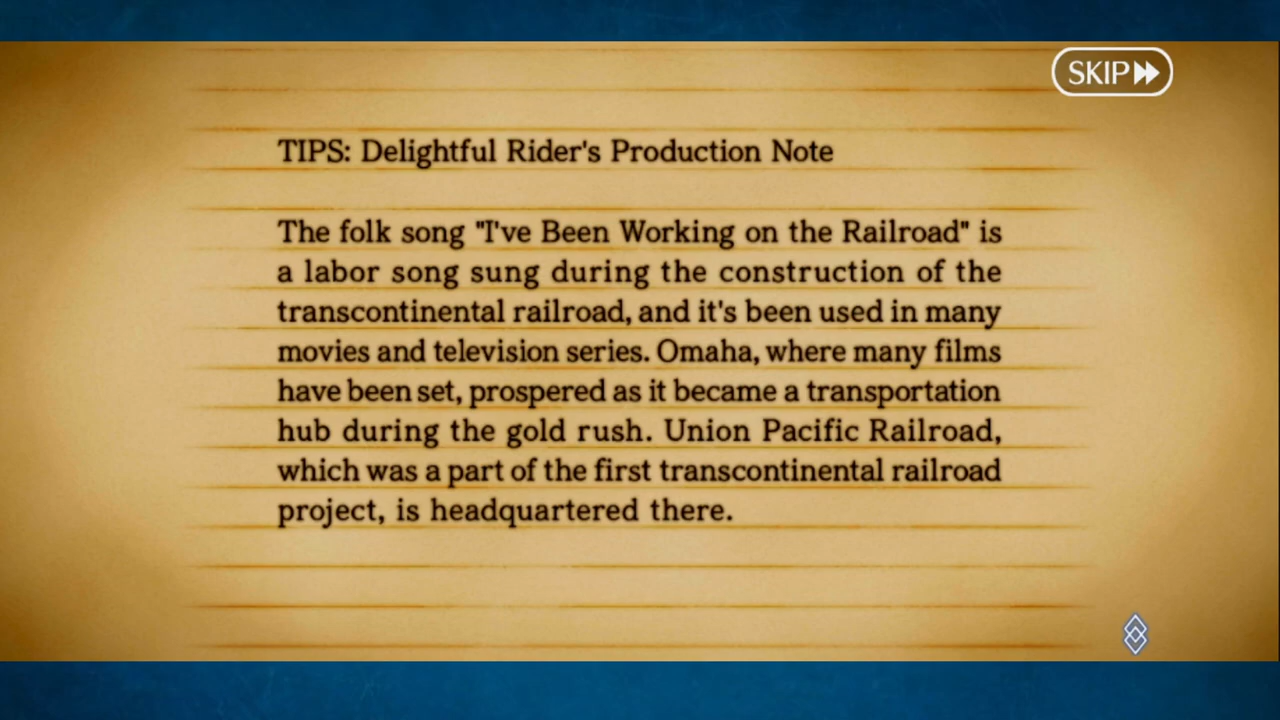 SKIP
TIPS: Delightful Rider's Production Note
The folk song "I've Been Working on the Railroad" is
a labor song sung during the construction of the
transcontinental railroad, and it's been used in many
movies and television series. Omaha, where many films
have been set, prospered as it became a transportation
hub during the gold rush. Union Pacific Railroad,
which was a part of the first transcontinental railroad
project, is headquartered there.